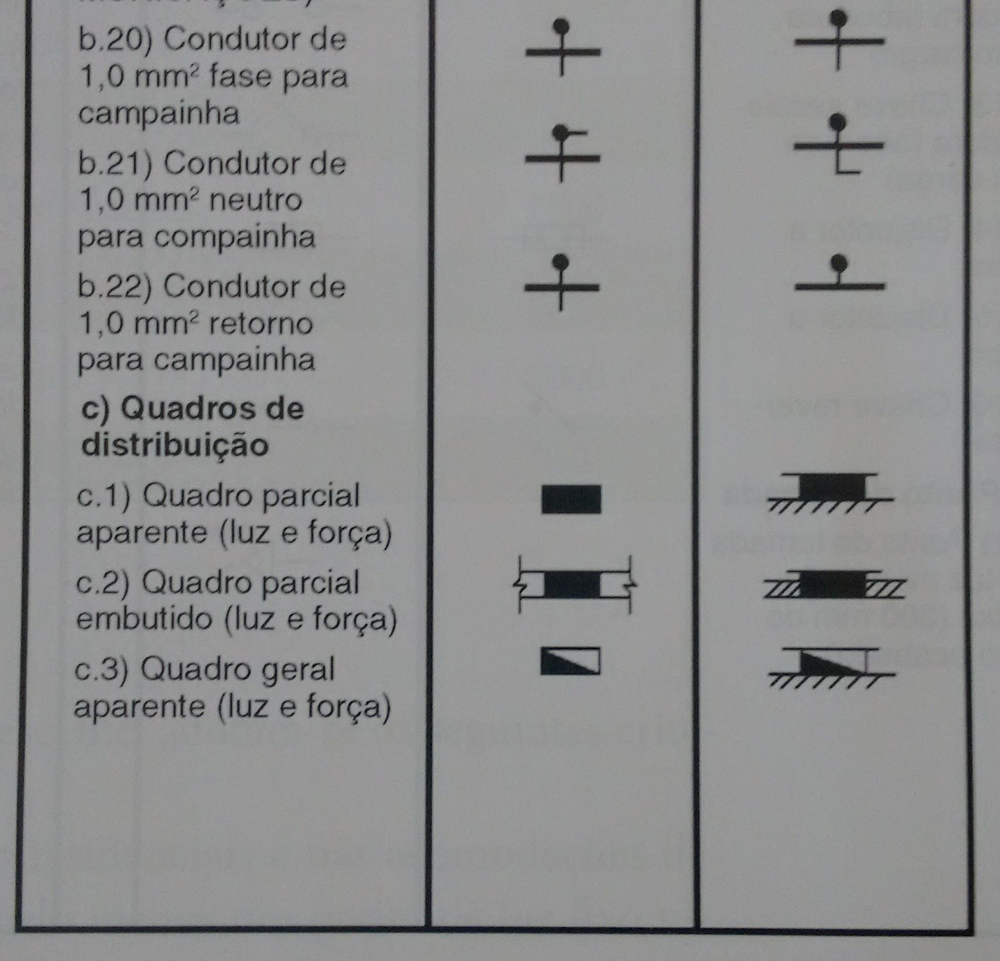 b.20) Condutor de
1,0 mm² fase para
campainha
b.21) Condutor de
1,0 mm² neutro
para compainha
b.22) Condutor de
1,0 mm² retorno
para campainha
c) Quadros de
distribuição
c.1) Quadro parcial
aparente (luz e força)
c.2) Quadro parcial
embutido (luz e força)
c.3) Quadro geral
aparente (luz e força)